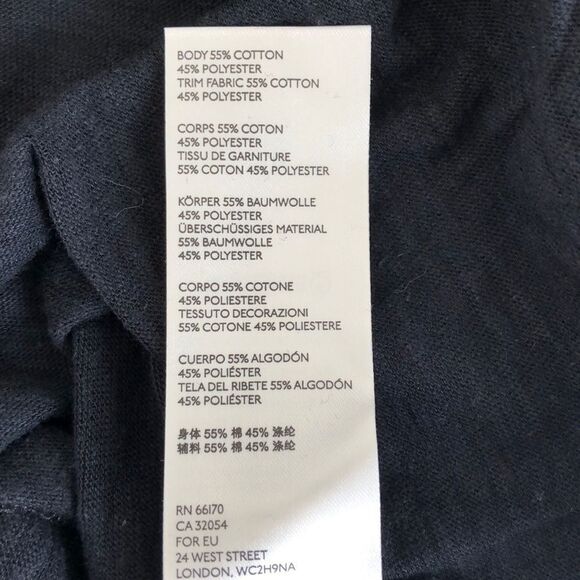 BODY 55% COTTON
45% POLYESTER
TRIM FABRIC 55% COTTON
45% POLYESTER
CORPS 55% COTON
45% POLYESTER
TISSU DE GARNITURE
55% COTON 45% POLYESTER
KÖRPER 55% BAUMWOLLE
45% POLYESTER
ÜBERSCHÜSSIGES MATERIAL
55% BAUMWOLLE
45% POLYESTER
CORPO 55% COTONE
45% POLIESTERE
TESSUTO DECORAZIONI
55% COTONE 45% POLIESTERE
CUERPO 55% ALGODÓN
45% POLIÉSTER
TELA DEL RIBETE 55% ALGODÓN
45% POLIÉSTER
身体 55% 棉 45% 涤纶
辅料 55% 棉 45% 涤纶
RN 66170
CA 32054
FOR EU
24 WEST STREET
LONDON, WC2H9NA